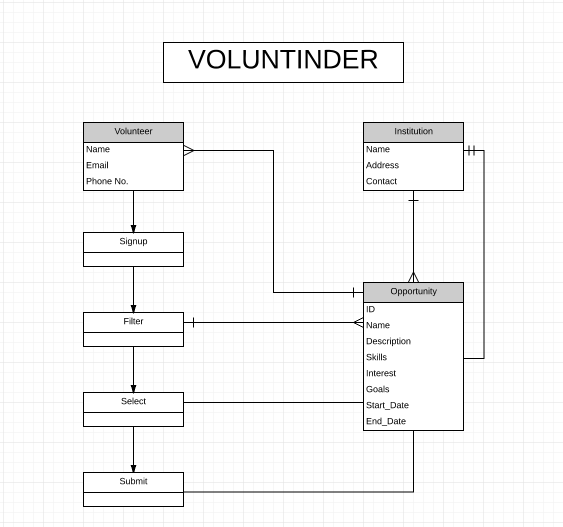 VOLUNTINDER
Volunteer
Name
Email
Phone No.
Institution
Name
Address
Contact
Signup
Filter
Select
Submit
Opportunity
ID
Name
Description
Skills
Interest
Goals
Start_Date
End_Date